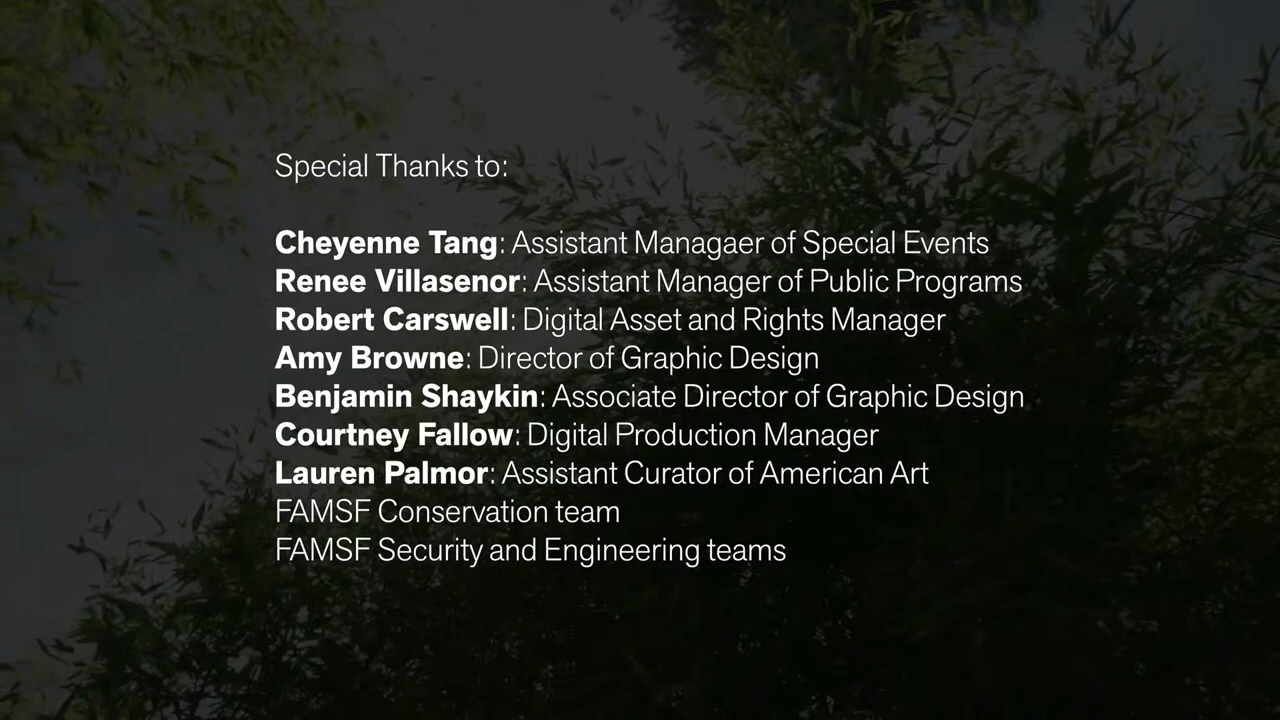 Special Thanks to:
Cheyenne Tang: Assistant Managaer of Special Events
Renee Villasenor: Assistant Manager of Public Programs
Robert Carswell: Digital Asset and Rights Manager
Amy Browne: Director of Graphic Design
Benjamin Shaykin: Associate Director of Graphic Design
Courtney Fallow: Digital Production Manager
Lauren Palmor: Assistant Curator of American Art
FAMSF Conservation team
FAMSF Security and Engineering teams